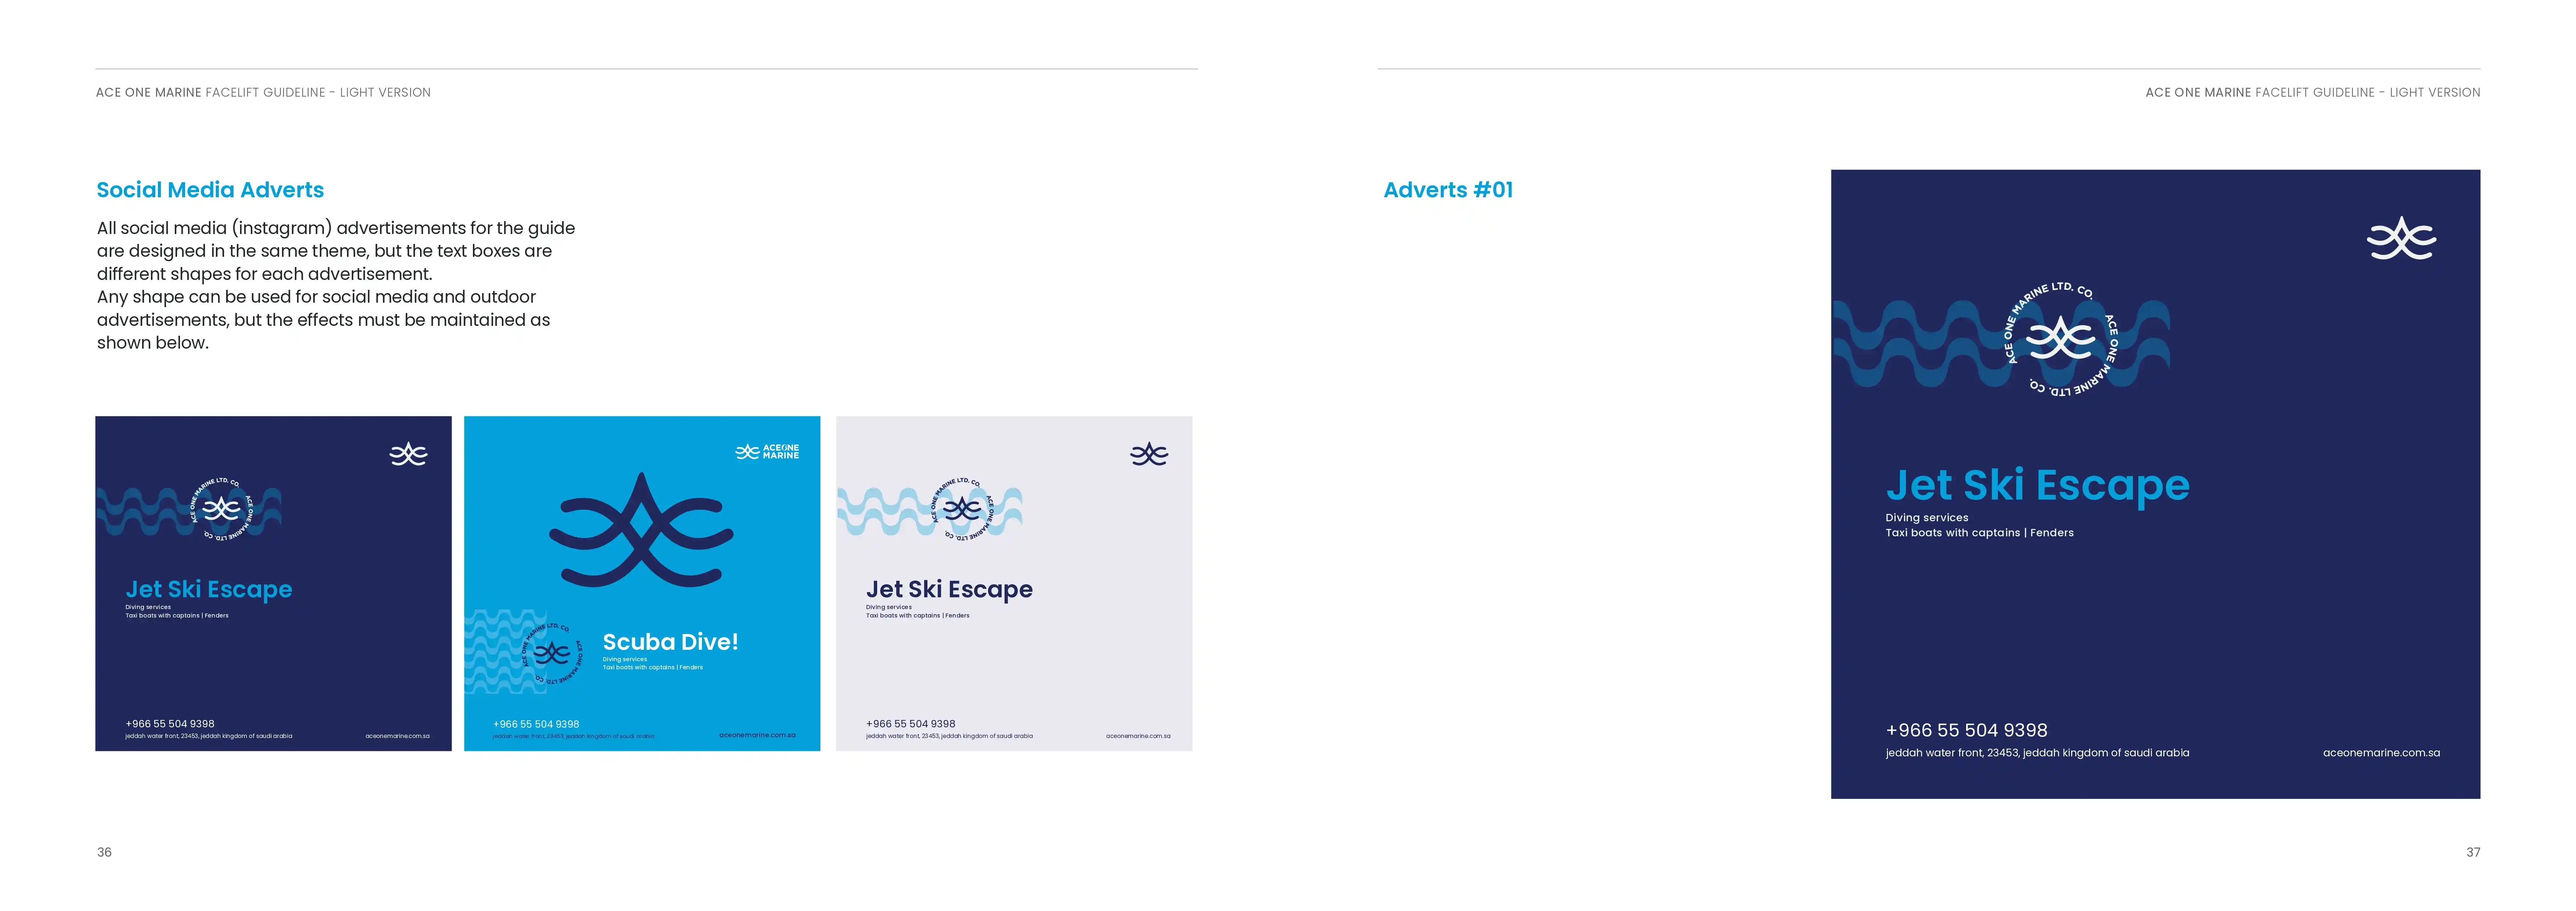 ACE ONE MARINE FACELIFT GUIDELINE - LIGHT VERSION
Social Media Adverts
All social media (instagram) advertisements for the guide
are designed in the same theme, but the text boxes are
different shapes for each advertisement.
Any shape can be used for social media and outdoor
advertisements, but the effects must be maintained as
shown below.
ACE ONE MARINE LTD. CO.
ACE ONE MARINE LTD. CO.
Jet Ski Escape
Diving services
Taxi boats with captains | Fenders
+966 55 504 9398
jeddah water front, 23453, jeddah kingdom of saudi arabia
aceonemarine.com.sa
ACEONE
MARINE
ACE ONE MARINE LTD. CO.
ACE ONE MARINE LTD. CO.
Scuba Dive!
Diving services
Taxi boats with captains | Fenders
+966 55 504 9398
jeddah water front, 23453, jeddah kingdom of saudi arabia
aceonemarine.com.sa
ACE ONE MARINE LTD. CO.
ACE ONE MARINE LTD. CO.
Jet Ski Escape
Diving services
Taxi boats with captains | Fenders
+966 55 504 9398
jeddah water front, 23453, jeddah kingdom of saudi arabia
aceonemarine.com.sa
36
ACE ONE MARINE FACELIFT GUIDELINE - LIGHT VERSION
Adverts #01
ACE ONE MARINE LTD. CO.
ACE ONE MARINE LTD. CO.
Jet Ski Escape
Diving services
Taxi boats with captains | Fenders
+966 55 504 9398
jeddah water front, 23453, jeddah kingdom of saudi arabia
aceonemarine.com.sa
37